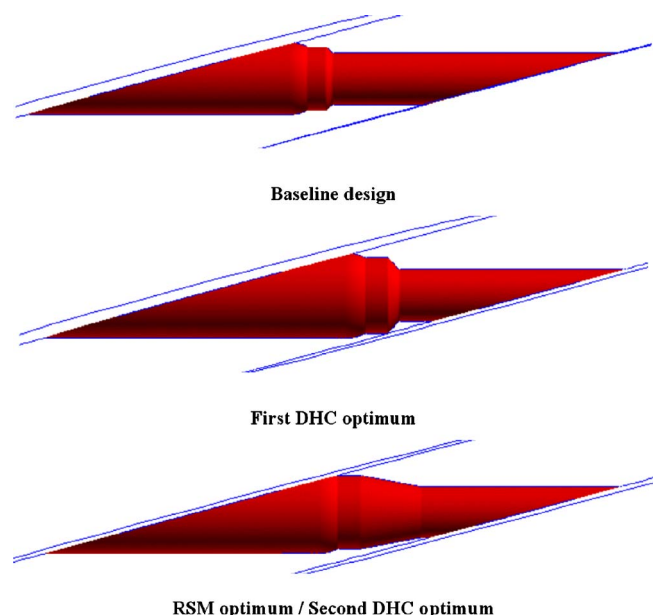 Baseline design
First DHC optimum
RSM optimum / Second DHC optimum